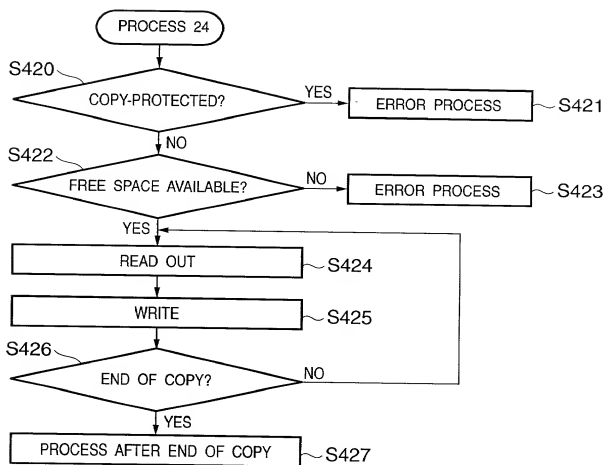 PROCESS 24
S420
COPY-PROTECTED?
YES
ERROR PROCESS
S421
NO
S422
FREE SPACE AVAILABLE?
NO
ERROR PROCESS
S423
YES
READ OUT
S424
WRITE
S425
S426
END OF COPY?
NO
YES
PROCESS AFTER END OF COPY
S427